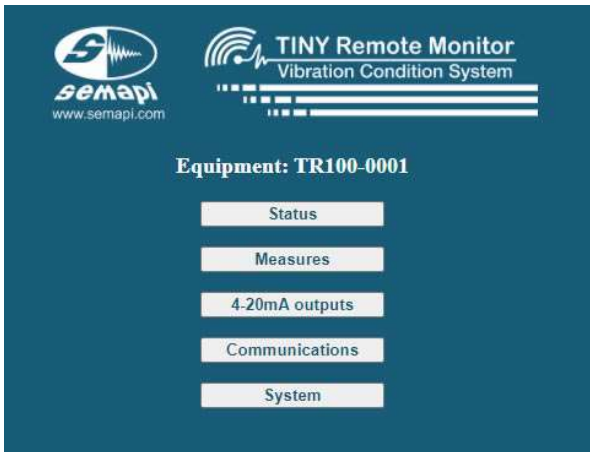 S
semapi
www.semapi.com
TINY Remote Monitor
Vibration Condition System
Equipment: TR100-0001
Status
Measures
4-20mA outputs
Communications
System